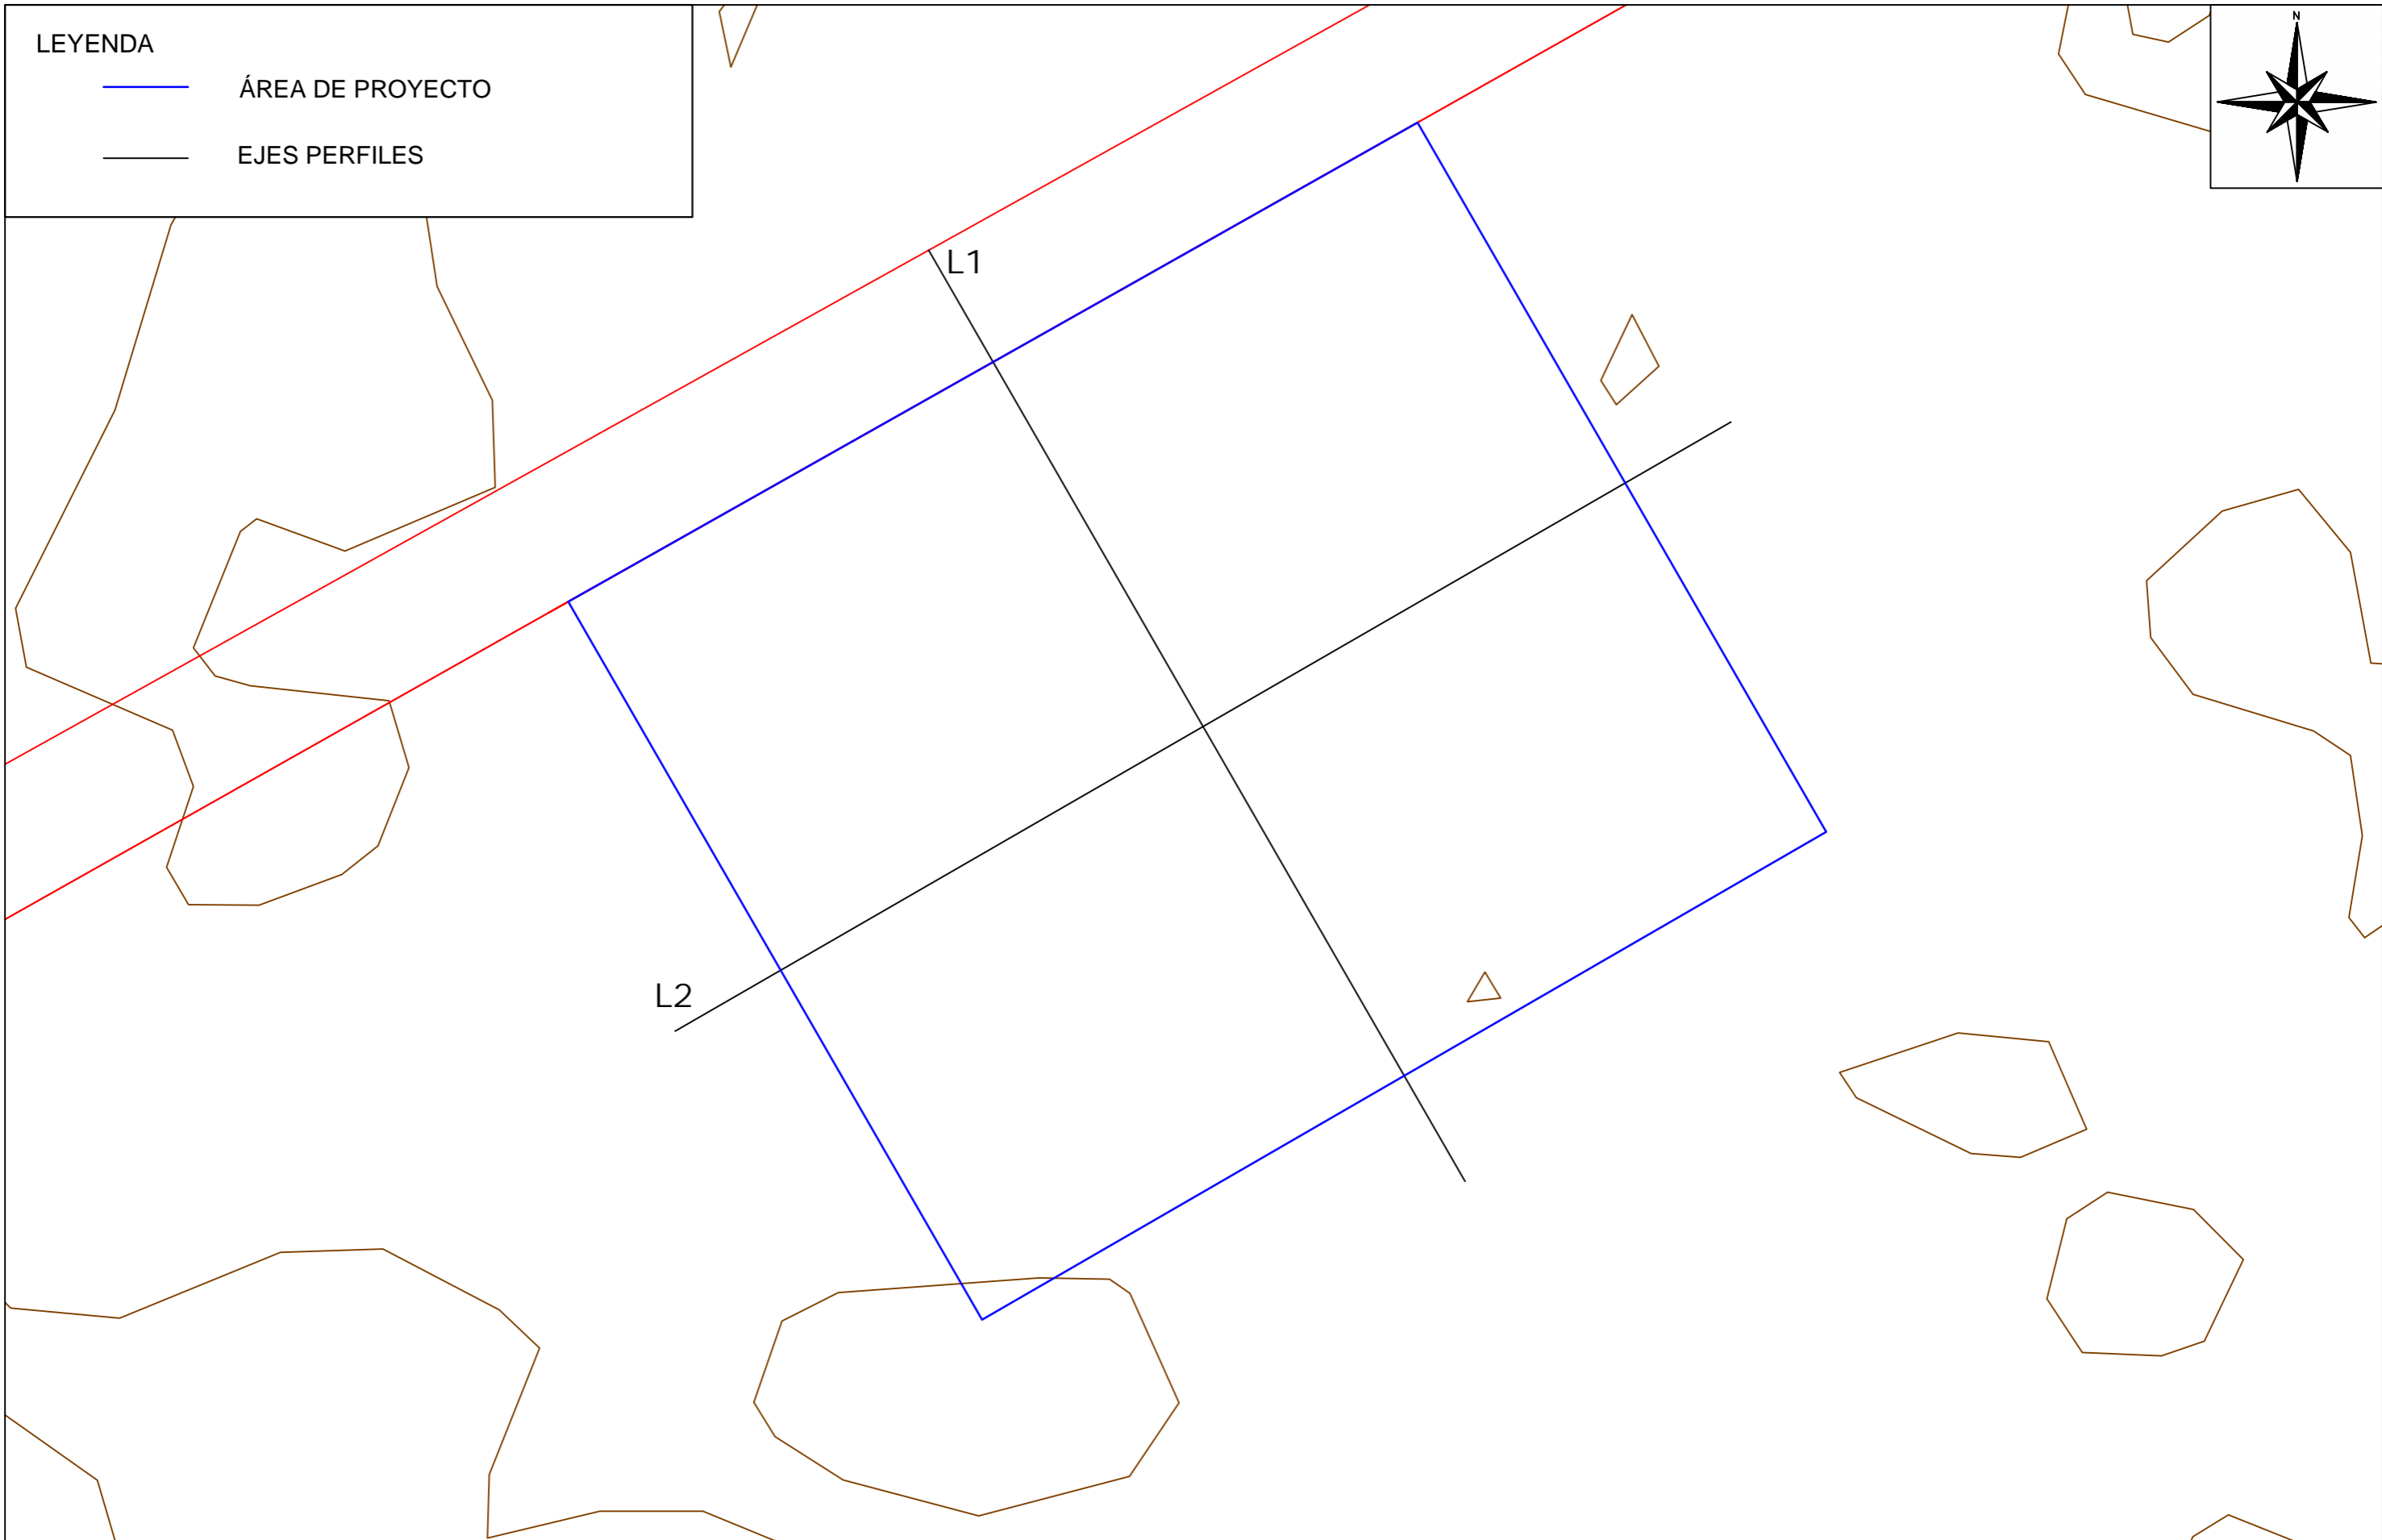 LEYENDA
ÁREA DE PROYECTO
EJES PERFILES
N
L1
L2